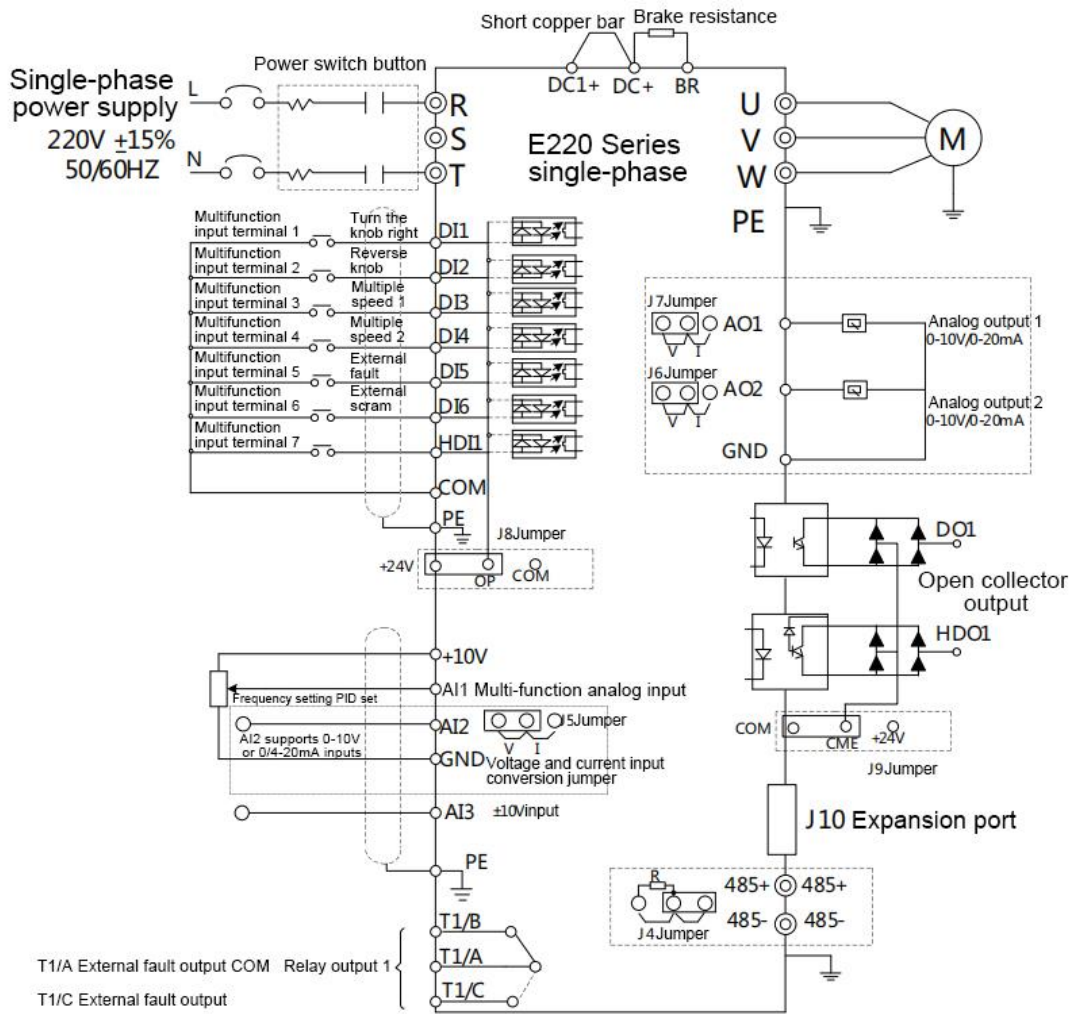 Short copper bar
Brake resistance
Power switch button
DC1+ DC+ BR
Single-phase
power supply
220V ±15%
50/60HZ
L
N
R
S
T
E220 Series
single-phase
U
V
W
M
PE
Multifunction
input terminal 1
Turn the
knob right
DI1
Multifunction
input terminal 2
Reverse
knob
DI2
Multifunction
input terminal 3
Multiple
speed 1
DI3
Multifunction
input terminal 4
Multiple
speed 2
DI4
Multifunction
input terminal 5
External
fault
DI5
Multifunction
input terminal 6
External
scram
DI6
Multifunction
input terminal 7
HDI1
COM
PE
J8Jumper
+24V
OP
COM
J7Jumper
V I
AO1
Analog output 1
0-10V/0-20mA
J6Jumper
V I
AO2
Analog output 2
0-10V/0-20mA
GND
DO1
Open collector
output
HDO1
COM
CME
+24V
J9Jumper
+10V
AI1 Multi-function analog input
Frequency setting PID set
AI2
J5Jumper
V I
AI2 supports 0-10V
or 0/4-20mA inputs
GND
Voltage and current input
conversion jumper
AI3 ±10Vinput
PE
J10 Expansion port
R
J4Jumper
485+ 485+
485- 485-
T1/B
T1/A
T1/C
T1/A External fault output COM Relay output 1
T1/C External fault output